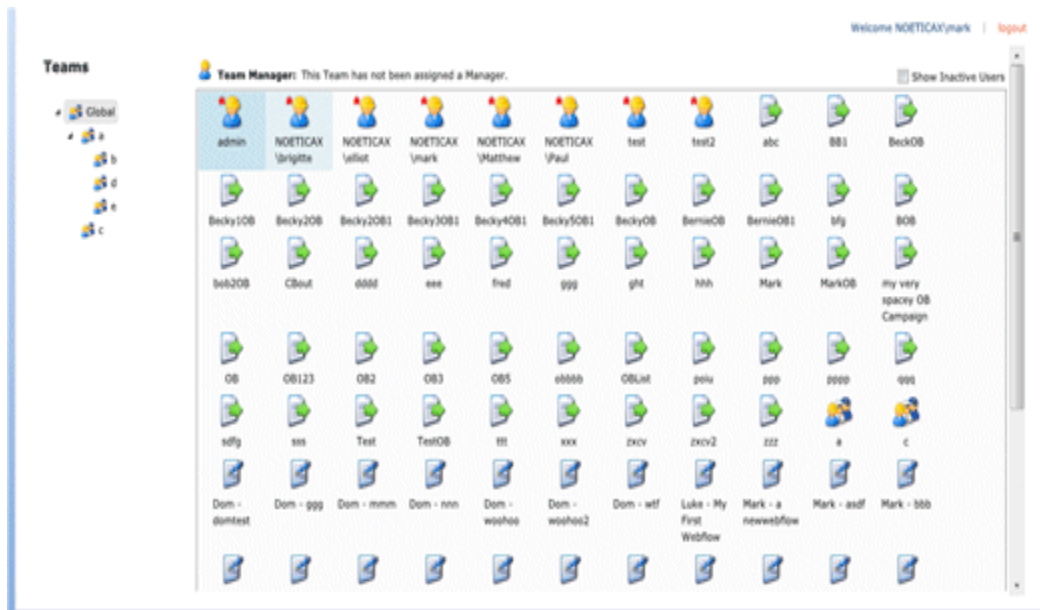 Welcome NOETICAX\mark | logout
Teams
Team Manager: This Team has not been assigned a Manager.
Show Inactive Users
Global
a
b
d
e
c
admin NOETICAX NOETICAX NOETICAX NOETICAX NOETICAX test test2 abc BB1 BeckOB
\brigitte \elliot \mark \Matthew \Paul
Becky1OB Becky2OB Becky2OB1 Becky3OB1 Becky4OB1 Becky5OB1 BeckyOB BernieOB BernieOB1 bfg BOB
bob2OB CBout dddd eee fred ggg ght hhh Mark MarkOB my very
spacey OB
Campaign
OB OB123 OB2 OB3 OB5 obbbb OBList poiu ppp pppp qqq
sdfg sss Test TestOB ttt xxx zxcv zxcv2 zzz a c
Dom - Dom - ggg Dom - mmm Dom - nnn Dom - Dom - Dom - wtf Luke - My Mark - a Mark - asdf Mark - bbb
domtest woohoo woohoo2 First newwebflow
Webflow